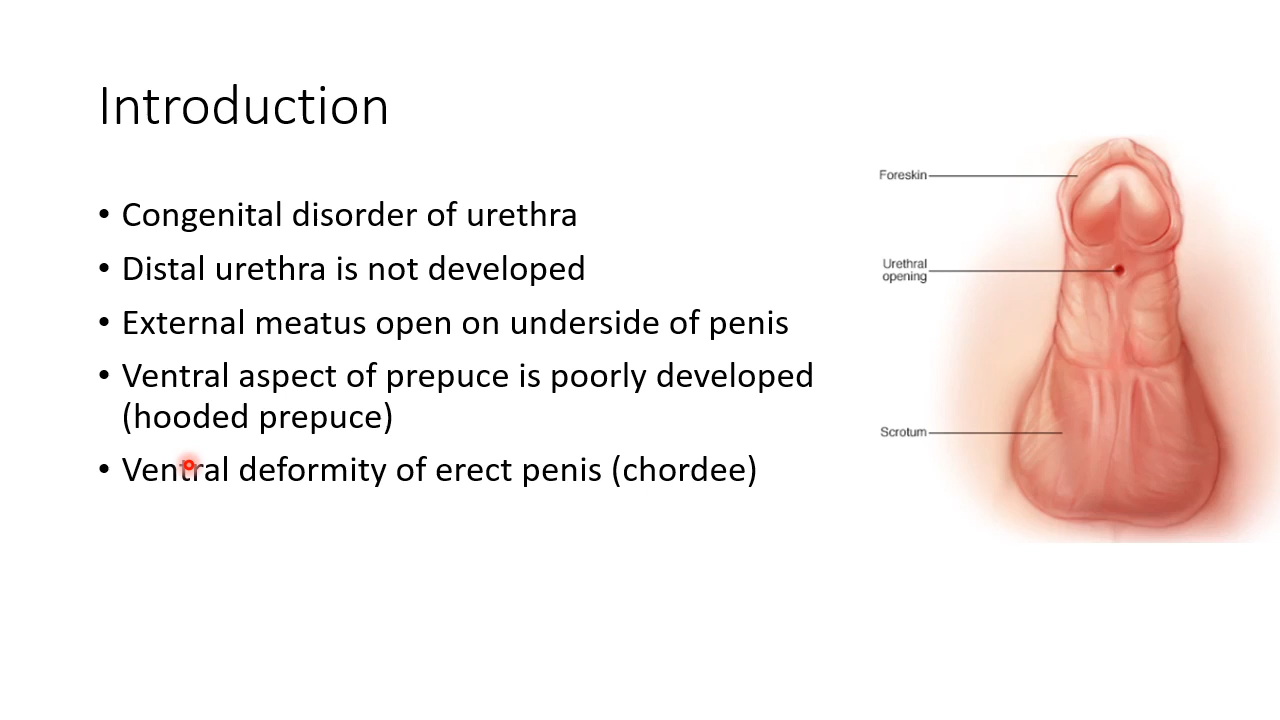 Introduction
• Congenital disorder of urethra
• Distal urethra is not developed
• External meatus open on underside of penis
• Ventral aspect of prepuce is poorly developed
(hooded prepuce)
• Ventral deformity of erect penis (chordee)
Foreskin
Urethral
opening
Scrotum